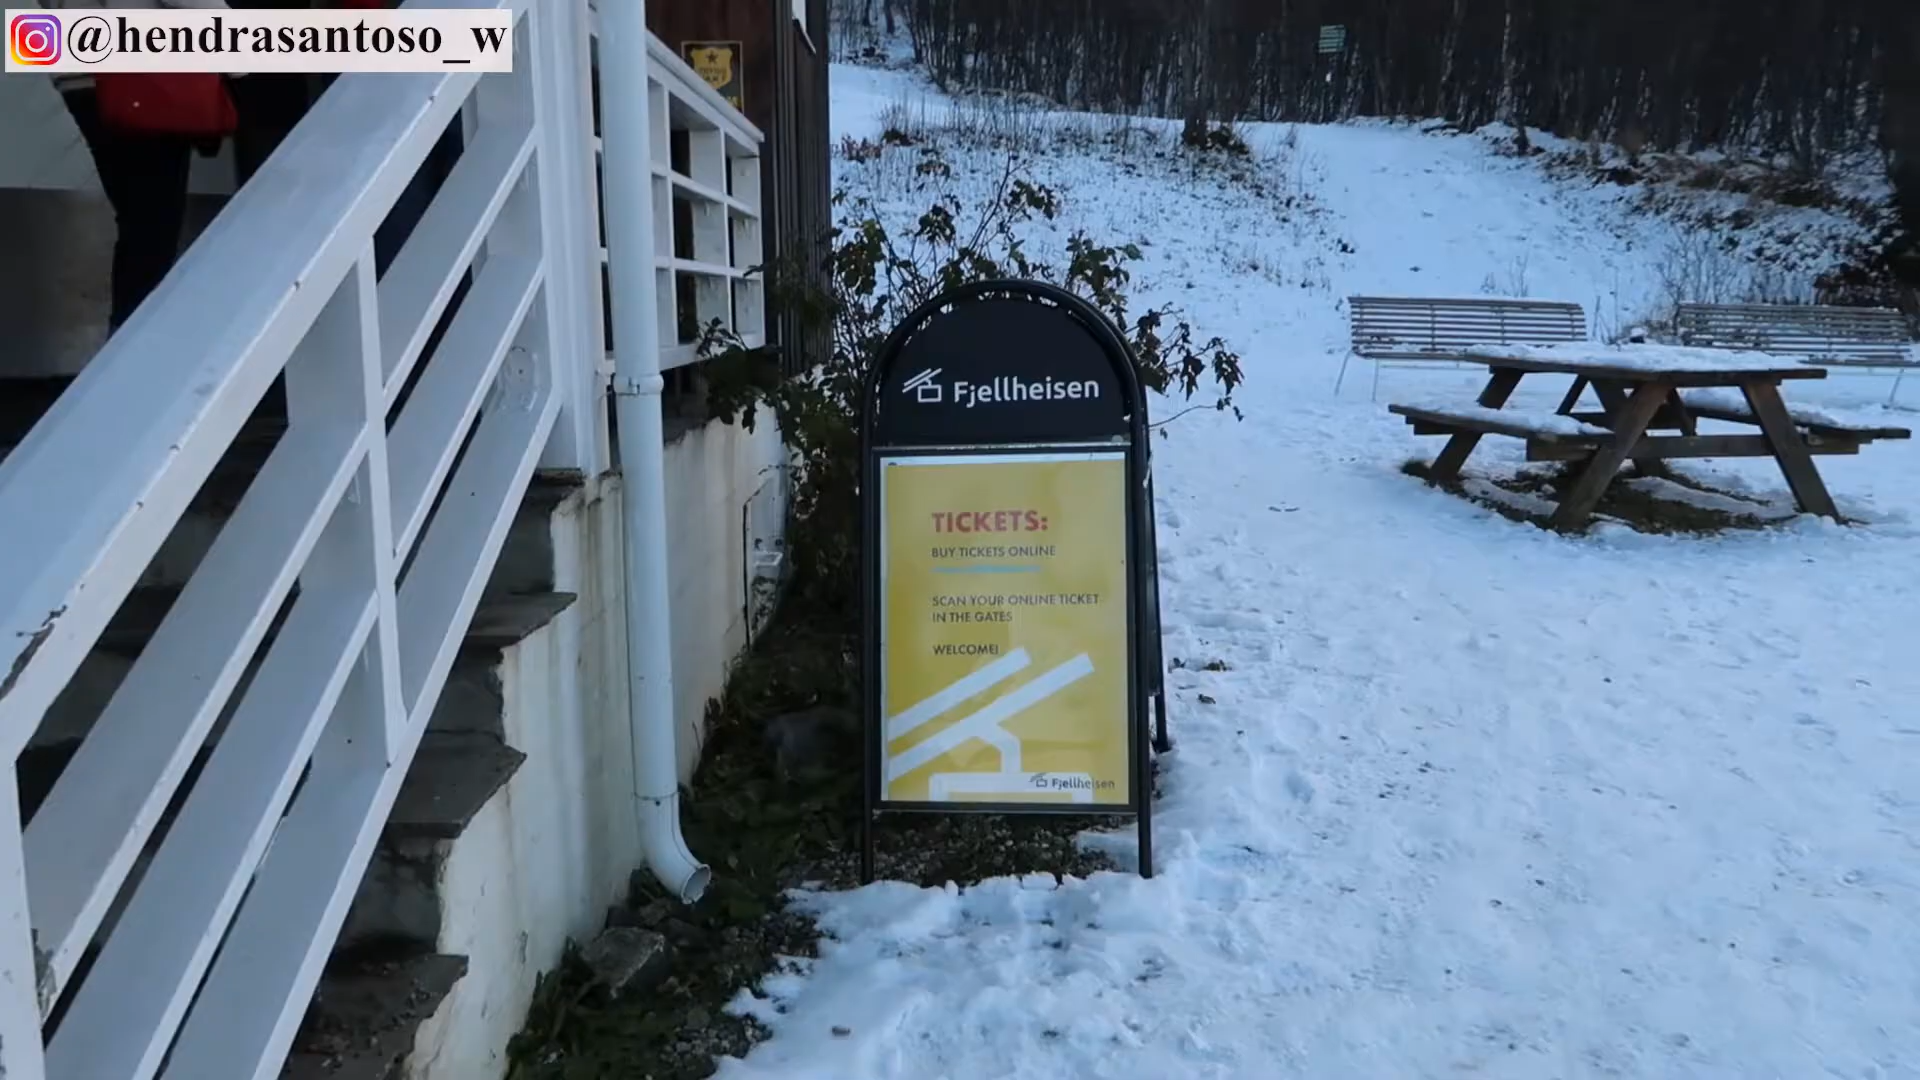 @hendrasantoso_w
Fjellheisen
TICKETS:
BUY TICKETS ONLINE
SCAN YOUR ONLINE TICKET
IN THE GATES
WELCOME!
Fjellheisen